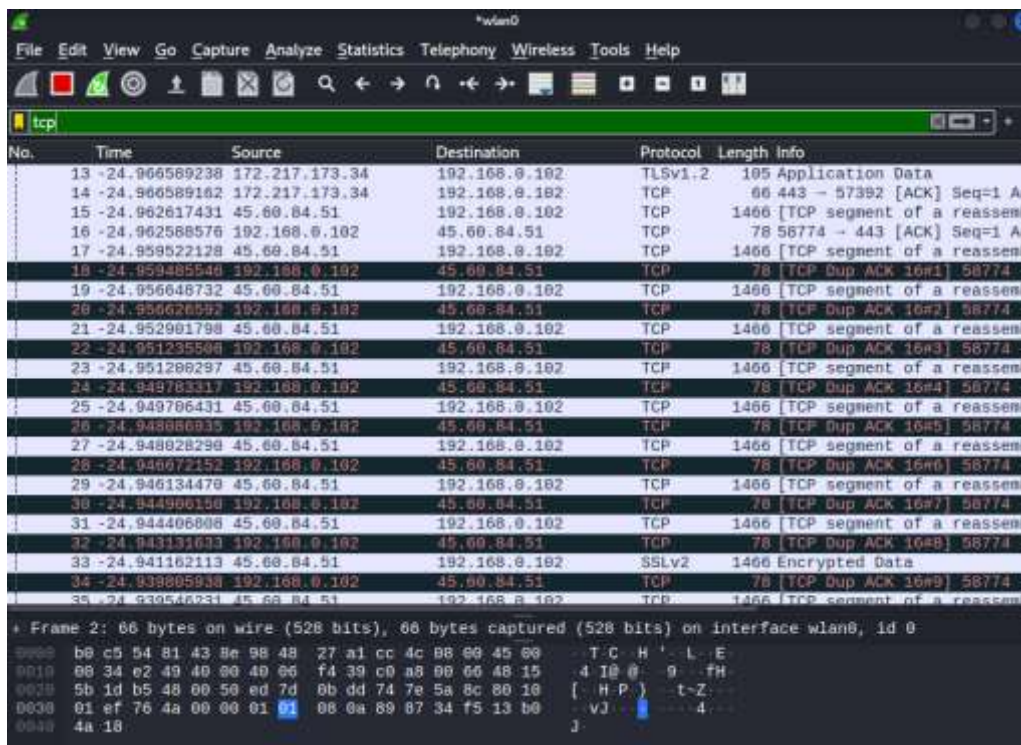 *wlan0
File Edit View Go Capture Analyze Statistics Telephony Wireless Tools Help
tcp
No. Time Source Destination Protocol Length Info
13 -24.966589238 172.217.173.34 192.168.0.102 TLSv1.2 105 Application Data
14 -24.966589162 172.217.173.34 192.168.0.102 TCP 66 443 → 57392 [ACK] Seq=1 A
15 -24.962617431 45.60.84.51 192.168.0.102 TCP 1466 [TCP segment of a reassem
16 -24.962588576 192.168.0.102 45.60.84.51 TCP 78 58774 → 443 [ACK] Seq=1 A
17 -24.959522128 45.60.84.51 192.168.0.102 TCP 1466 [TCP segment of a reassem
18 -24.959485546 192.168.0.102 45.60.84.51 TCP 78 [TCP Dup ACK 16#1] 58774
19 -24.956648732 45.60.84.51 192.168.0.102 TCP 1466 [TCP segment of a reassem
20 -24.956626592 192.168.0.102 45.60.84.51 TCP 78 [TCP Dup ACK 16#2] 58774
21 -24.952901798 45.60.84.51 192.168.0.102 TCP 1466 [TCP segment of a reassem
22 -24.951235506 192.168.0.102 45.60.84.51 TCP 78 [TCP Dup ACK 16#3] 58774
23 -24.951200297 45.60.84.51 192.168.0.102 TCP 1466 [TCP segment of a reassem
24 -24.949783317 192.168.0.102 45.60.84.51 TCP 78 [TCP Dup ACK 16#4] 58774
25 -24.949706431 45.60.84.51 192.168.0.102 TCP 1466 [TCP segment of a reassem
26 -24.948086935 192.168.0.102 45.60.84.51 TCP 78 [TCP Dup ACK 16#5] 58774
27 -24.948028290 45.60.84.51 192.168.0.102 TCP 1466 [TCP segment of a reassem
28 -24.946672152 192.168.0.102 45.60.84.51 TCP 78 [TCP Dup ACK 16#6] 58774
29 -24.946134470 45.60.84.51 192.168.0.102 TCP 1466 [TCP segment of a reassem
30 -24.944906150 192.168.0.102 45.60.84.51 TCP 78 [TCP Dup ACK 16#7] 58774
31 -24.944406008 45.60.84.51 192.168.0.102 TCP 1466 [TCP segment of a reassem
32 -24.943131633 192.168.0.102 45.60.84.51 TCP 78 [TCP Dup ACK 16#8] 58774
33 -24.941162113 45.60.84.51 192.168.0.102 SSLv2 1466 Encrypted Data
34 -24.939805938 192.168.0.102 45.60.84.51 TCP 78 [TCP Dup ACK 16#9] 58774
35 -24.939546231 45.60.84.51 192.168.0.102 TCP 1466 [TCP segment of a reassem
Frame 2: 66 bytes on wire (528 bits), 66 bytes captured (528 bits) on interface wlan0, id 0
0000 b0 c5 54 81 43 8e 98 48 27 a1 cc 4c 08 00 45 00 ··T·C··H '··L··E·
0010 00 34 e2 49 40 00 40 06 f4 39 c0 a8 00 66 48 15 ·4·I@·@· ·9···fH·
0020 5b 1d b5 48 00 50 ed 7d 0b dd 74 7e 5a 8c 80 10 [··H·P·} ··t~Z···
0030 01 ef 76 4a 00 00 01 01 08 0a 89 87 34 f5 13 b0 ··vJ···· ····4···
0040 4a 18 J·